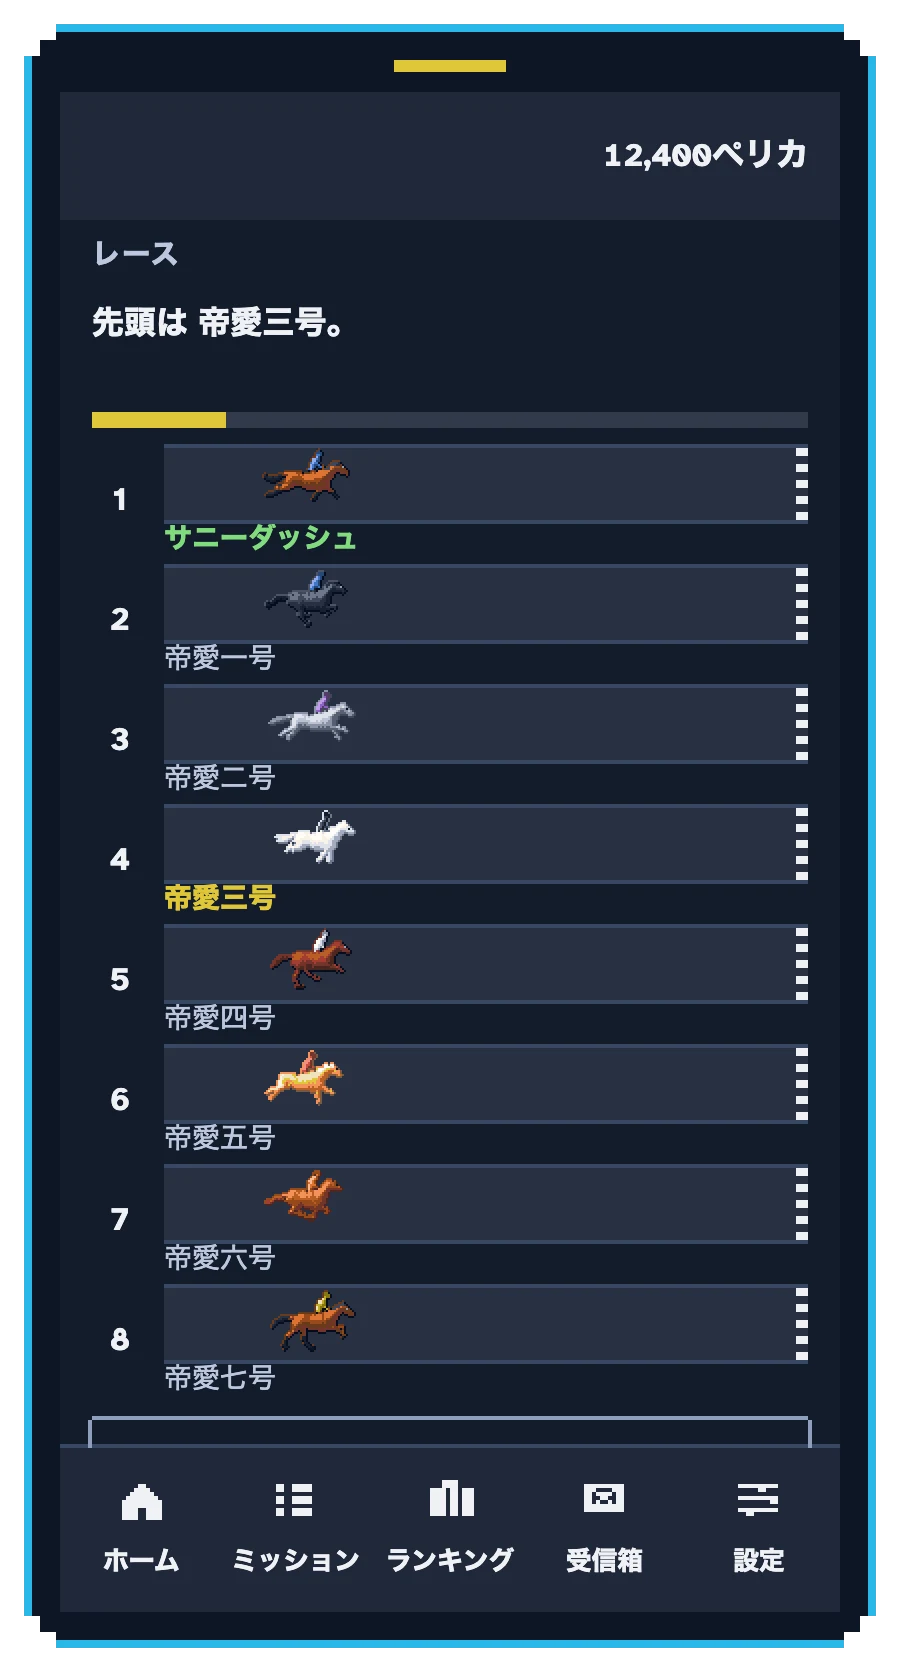 12,400ペリカ
レース
先頭は 帝愛三号。
1
サニーダッシュ
2
帝愛一号
3
帝愛二号
4
帝愛三号
5
帝愛四号
6
帝愛五号
7
帝愛六号
8
帝愛七号
ホーム ミッション ランキング 受信箱 設定